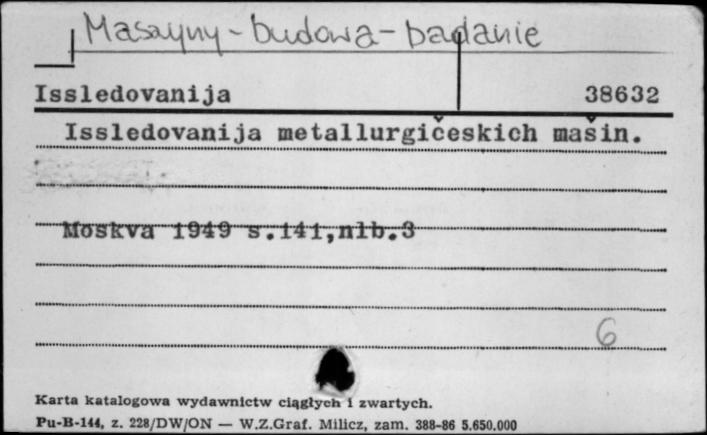 Maszyny - budowa - badanie
Issledovanija 38632
Issledovanija metallurgičeskich mašin.
Moskva 1949 s.141,nlb.3
6
Karta katalogowa wydawnictw ciągłych i zwartych.
Pu-B-144, z. 228/DW/ON — W.Z.Graf. Milicz, zam. 388-86 5.650.000